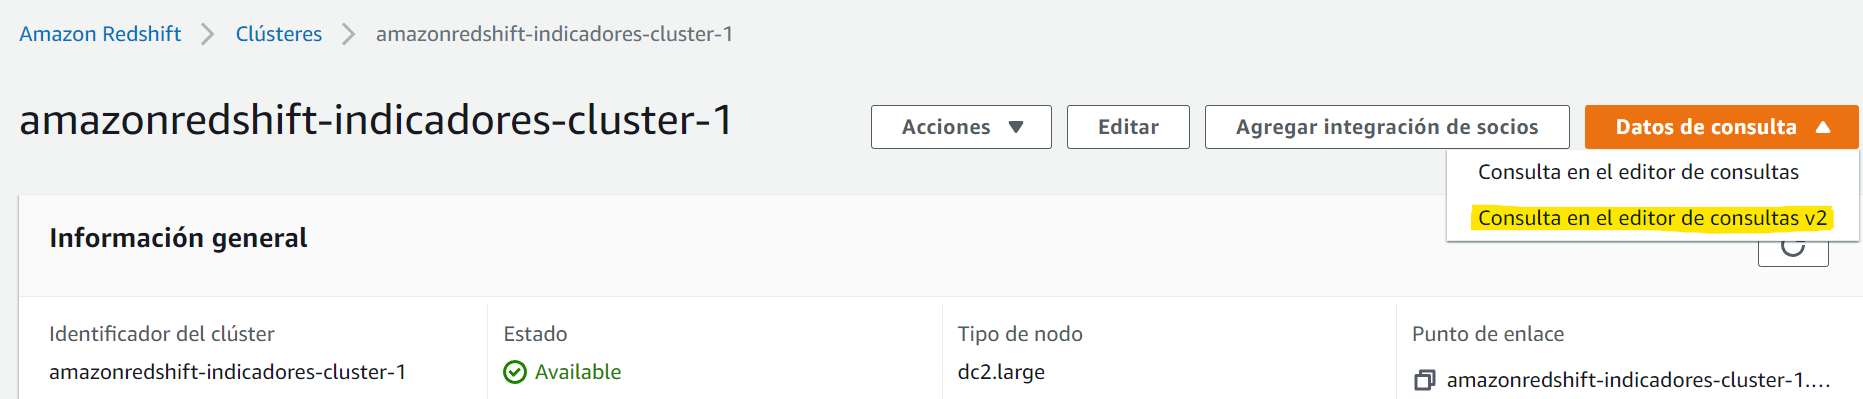 Amazon Redshift > Clústeres > amazonredshift-indicadores-cluster-1
amazonredshift-indicadores-cluster-1
Acciones
Editar
Agregar integración de socios
Datos de consulta
Consulta en el editor de consultas
Consulta en el editor de consultas v2
Información general
Identificador del clúster
amazonredshift-indicadores-cluster-1
Estado
Available
Tipo de nodo
dc2.large
Punto de enlace
amazonredshift-indicadores-cluster-1....